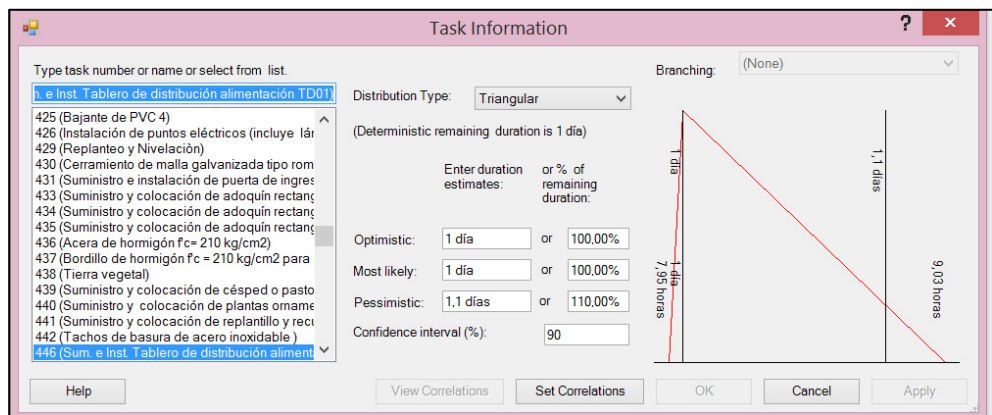 Task Information
?
×
Type task number or name or select from list.
n. e Inst. Tablero de distribución alimentación TD01)
425 (Bajante de PVC 4)
426 (Instalación de puntos eléctricos (incluye lár
429 (Replanteo y Nivelaciòn)
430 (Cerramiento de malla galvanizada tipo rom
431 (Suministro e instalación de puerta de ingres
433 (Suministro y colocación de adoquín rectang
434 (Suministro y colocación de adoquín rectang
435 (Suministro y colocación de adoquín rectang
436 (Acera de hormigón f'c= 210 kg/cm2)
437 (Bordillo de hormigón f'c = 210 kg/cm2 para
438 (Tierra vegetal)
439 (Suministro y colocación de césped o pasto
440 (Suministro y colocación de plantas orname
441 (Suministro y colocación de replantillo y recu
442 (Tachos de basura de acero inoxidable )
446 (Sum. e Inst. Tablero de distribución alimenta
Distribution Type:
Triangular
(Deterministic remaining duration is 1 día)
Enter duration estimates:
or % of remaining duration:
Optimistic:
1 día
or
100,00%
Most likely:
1 día
or
100,00%
Pessimistic:
1,1 días
or
110,00%
Confidence interval (%):
90
Branching:
(None)
1 día
1,1 días
1 día
7,95 horas
9,03 horas
Help
View Correlations
Set Correlations
OK
Cancel
Apply